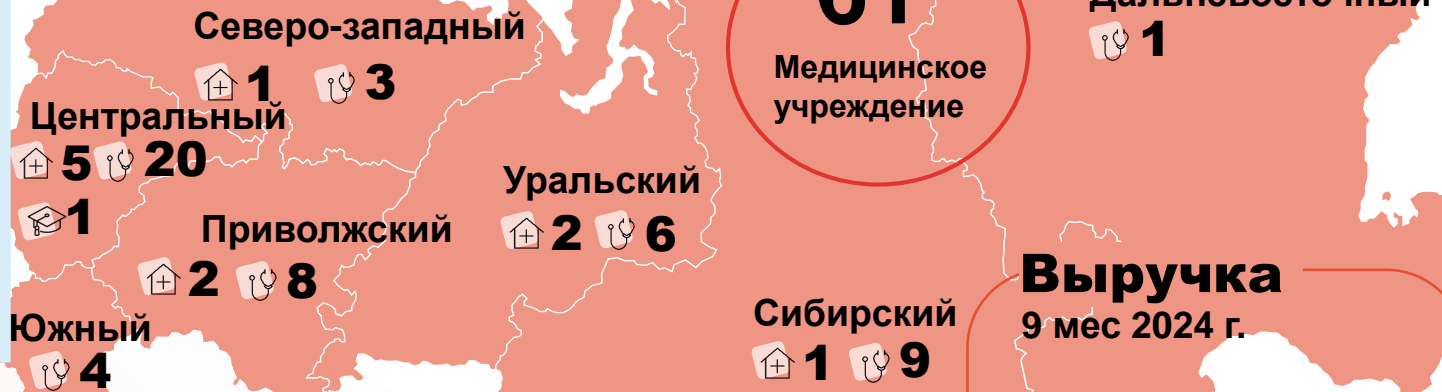 Северо-западный
1 3
Центральный
5 20
1
Приволжский
2 8
Южный
4
Уральский
2 6
Медицинское
учреждение
Сибирский
1 9
1
Выручка
9 мес 2024 г.